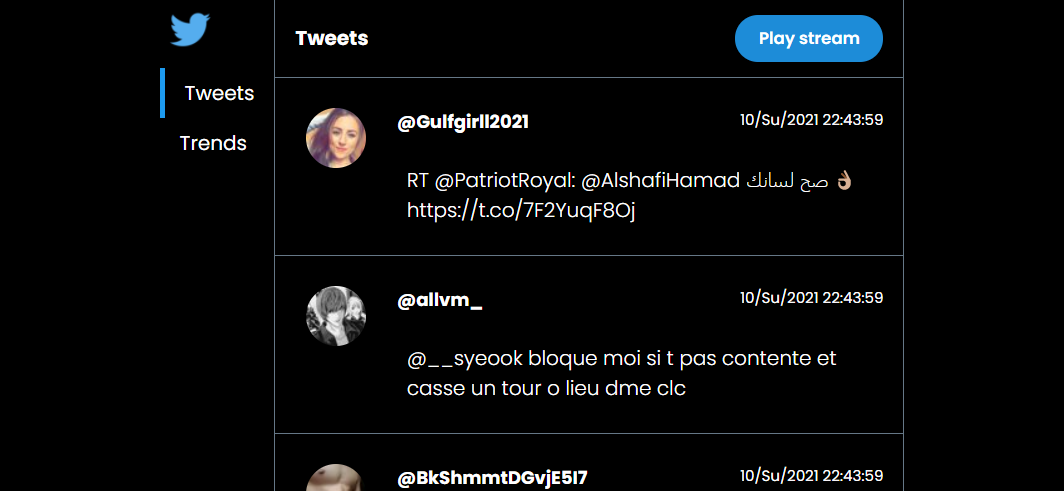 Tweets
Play stream
Tweets
Trends
@Gulfgirll2021
10/Su/2021 22:43:59
RT @PatriotRoyal: @AlshafiHamad صح لسانك 👌🏼
https://t.co/7F2YuqF8Oj
@allvm_
10/Su/2021 22:43:59
@__syeook bloque moi si t pas contente et
casse un tour o lieu dme clc
@BkShmmtDGvjE5I7
10/Su/2021 22:43:59